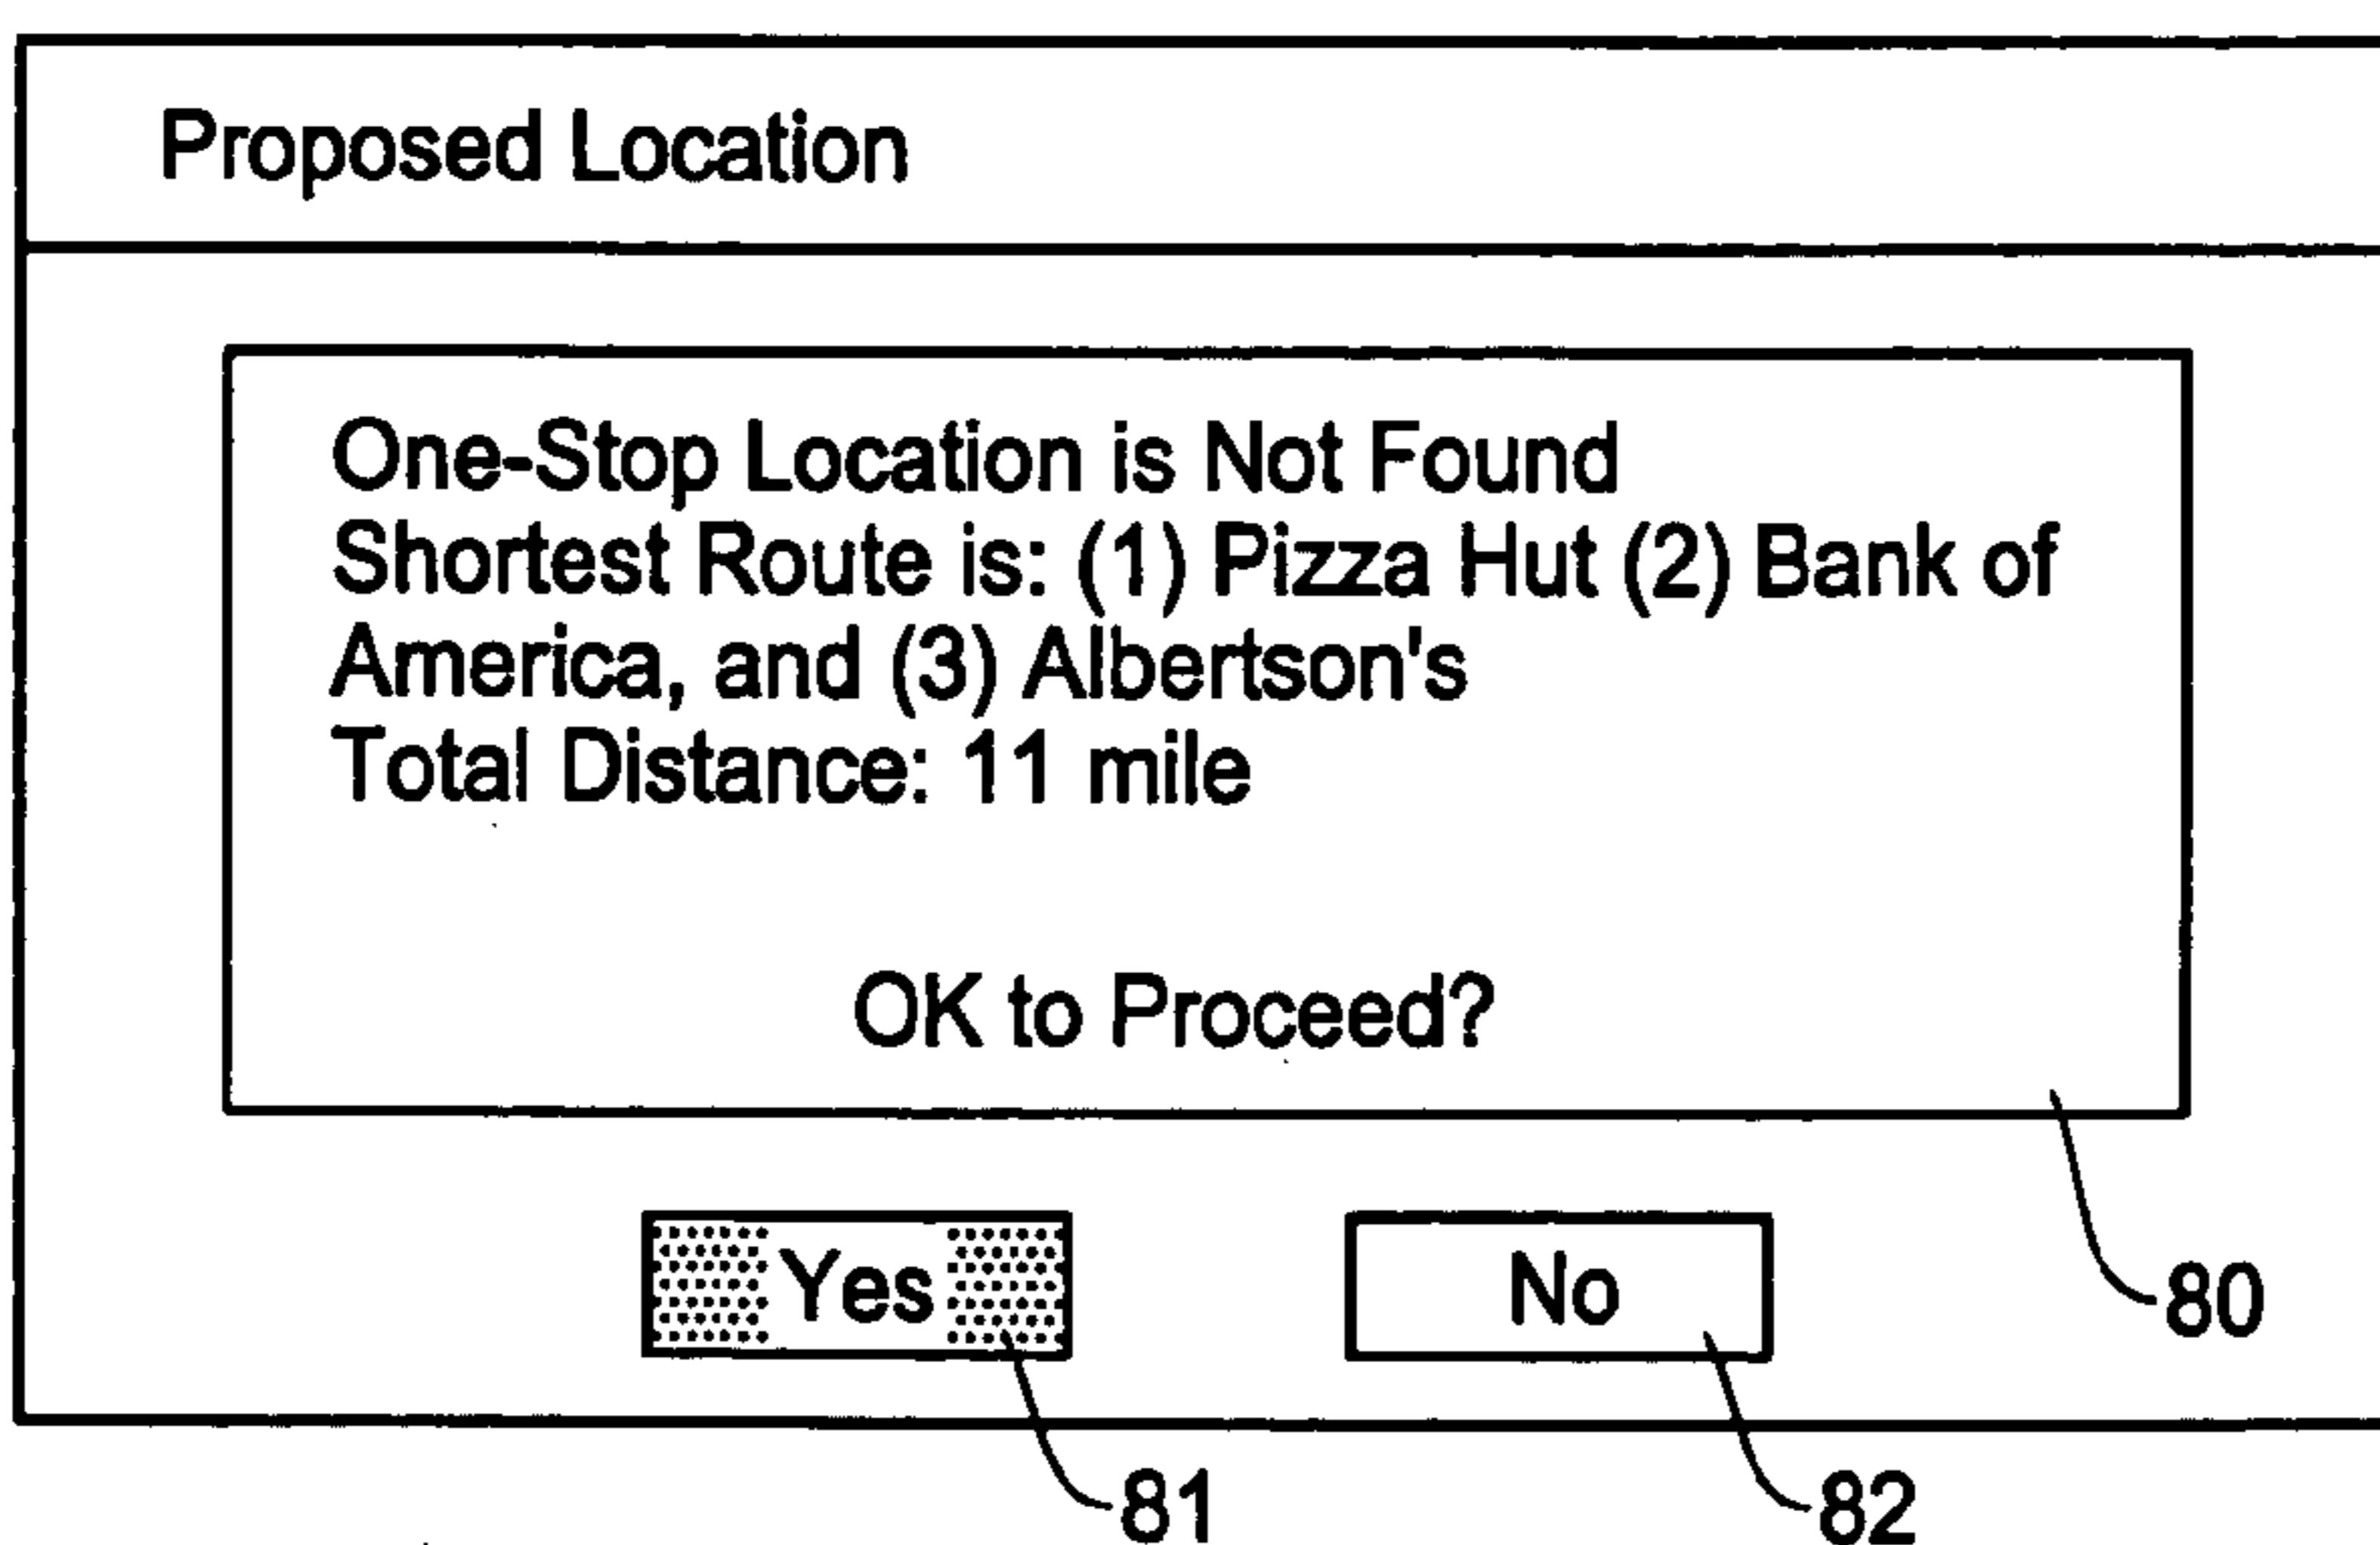 Proposed Location
One-Stop Location is Not Found
Shortest Route is: (1) Pizza Hut (2) Bank of
America, and (3) Albertson's
Total Distance: 11 mile
OK to Proceed?
Yes No
80
81 82